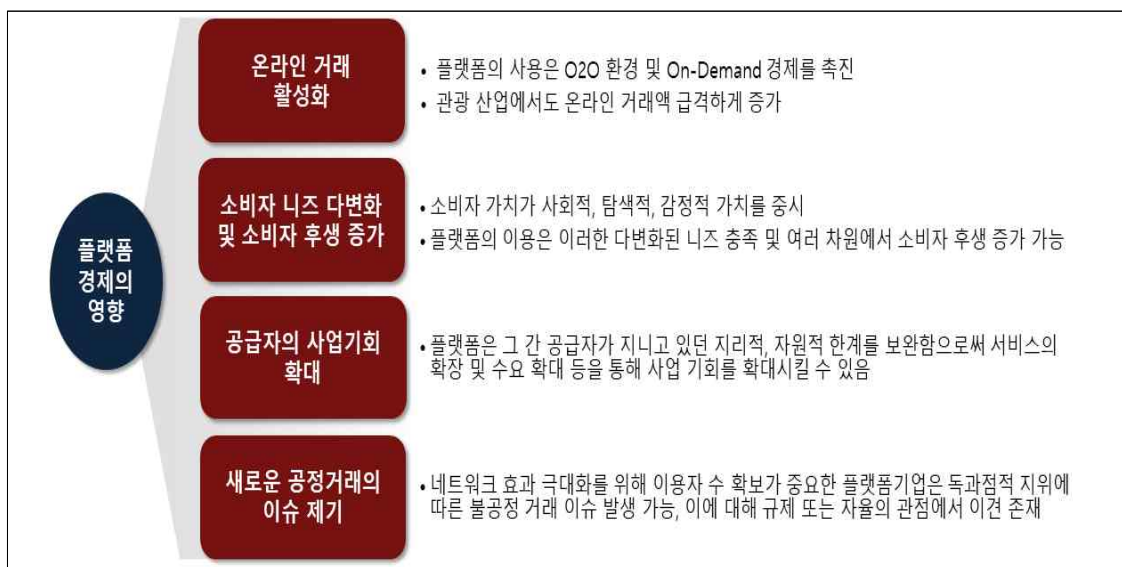 플랫폼
경제의
영향
온라인 거래
활성화
• 플랫폼의 사용은 O2O 환경 및 On-Demand 경제를 촉진
• 관광 산업에서도 온라인 거래액 급격하게 증가
소비자 니즈 다변화
및 소비자 후생 증가
• 소비자 가치가 사회적, 탐색적, 감정적 가치를 중시
• 플랫폼의 이용은 이러한 다변화된 니즈 충족 및 여러 차원에서 소비자 후생 증가 가능
공급자의 사업기회
확대
• 플랫폼은 그 간 공급자가 지니고 있던 지리적, 자원적 한계를 보완함으로써 서비스의
확장 및 수요 확대 등을 통해 사업 기회를 확대시킬 수 있음
새로운 공정거래의
이슈 제기
• 네트워크 효과 극대화를 위해 이용자 수 확보가 중요한 플랫폼기업은 독과점적 지위에
따른 불공정 거래 이슈 발생 가능, 이에 대해 규제 또는 자율의 관점에서 이견 존재